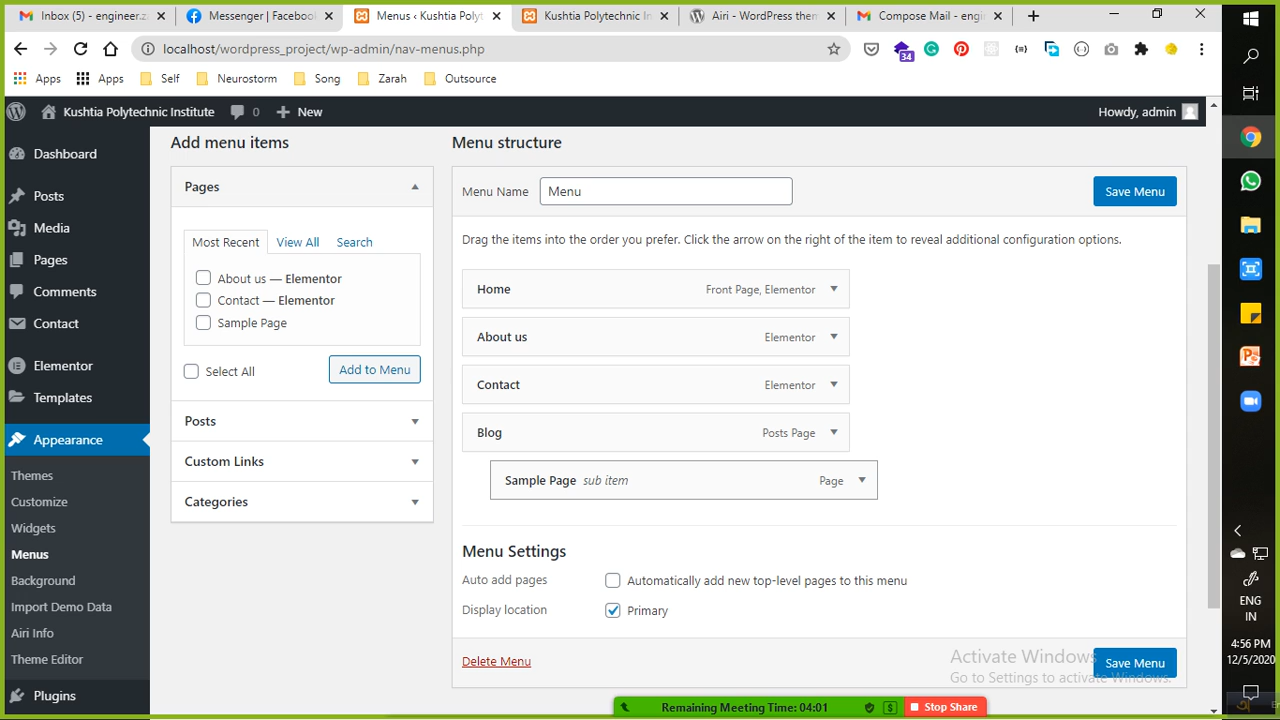 Inbox (5) - engineer.z
Messenger | Facebook
Menus ‹ Kushtia Polyt
Kushtia Polytechnic In
Airi - WordPress them
Compose Mail - engi
localhost/wordpress_project/wp-admin/nav-menus.php
34
Apps Apps Self Neurostorm Song Zarah Outsource
Kushtia Polytechnic Institute 0 New Howdy, admin
Dashboard
Posts
Media
Pages
Comments
Contact
Elementor
Templates
Appearance
Themes
Customize
Widgets
Menus
Background
Import Demo Data
Airi Info
Theme Editor
Plugins
Add menu items
Pages
Most Recent View All Search
About us — Elementor
Contact — Elementor
Sample Page
Select All Add to Menu
Posts
Custom Links
Categories
Menu structure
Menu Name Menu Save Menu
Drag the items into the order you prefer. Click the arrow on the right of the item to reveal additional configuration options.
Home Front Page, Elementor
About us Elementor
Contact Elementor
Blog Posts Page
Sample Page sub item Page
Menu Settings
Auto add pages Automatically add new top-level pages to this menu
Display location Primary
Delete Menu Save Menu
Activate Windows
Go to Settings to activate Windows.
Remaining Meeting Time: 04:01 Stop Share
ENG
IN
4:56 PM
12/5/2020